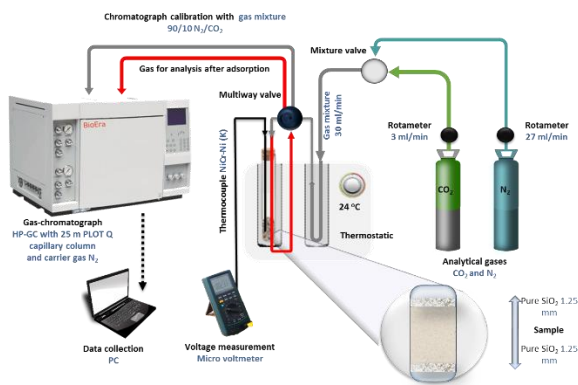 Chromatograph calibration with gas mixture
90/10 N₂/CO₂
Gas for analysis after adsorption
Multiway valve
Mixture valve
Gas mixture
30 ml/min
Rotameter
3 ml/min
Rotameter
27 ml/min
BioEra
Thermocouple NiCr-Ni (K)
24 °C
CO₂
N₂
Gas-chromatograph
HP-GC with 25 m PLOT Q
capillary column
and carrier gas N₂
Thermostatic
Analytical gases
CO₂ and N₂
Pure SiO₂ 1.25
mm
Sample
Pure SiO₂ 1.25
mm
Data collection
PC
Voltage measurement
Micro voltmeter